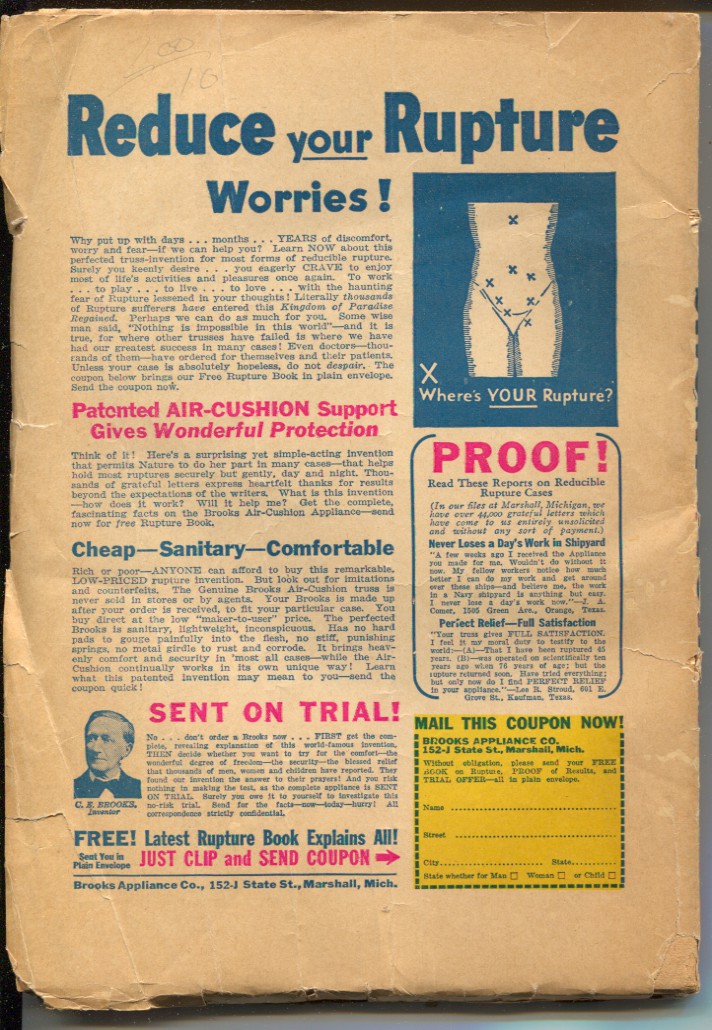 1.00
10
Reduce your Rupture
Worries!
Why put up with days . . . months . . . YEARS of discomfort,
worry and fear—if we can help you? Learn NOW about this
perfected truss-invention for most forms of reducible rupture.
Surely you keenly desire . . . you eagerly CRAVE to enjoy
most of life's activities and pleasures once again. To work
. . . to play . . . to live . . . to love . . . with the haunting
fear of Rupture lessened in your thoughts! Literally thousands
of Rupture sufferers have entered this Kingdom of Paradise
Regained. Perhaps we can do as much for you. Some wise
man said, "Nothing is impossible in this world"—and it is
true, for where other trusses have failed is where we have
had our greatest success in many cases! Even doctors—thou-
sands of them—have ordered for themselves and their patients.
Unless your case is absolutely hopeless, do not despair. The
coupon below brings our Free Rupture Book in plain envelope.
Send the coupon now.
Patented AIR-CUSHION Support
Gives Wonderful Protection
Think of it! Here's a surprising yet simple-acting invention
that permits Nature to do her part in many cases—that helps
hold most ruptures securely but gently, day and night. Thou-
sands of grateful letters express heartfelt thanks for results
beyond the expectations of the writers. What is this invention
—how does it work? Will it help me? Get the complete,
fascinating facts on the Brooks Air-Cushion Appliance—send
now for free Rupture Book.
Cheap—Sanitary—Comfortable
Rich or poor—ANYONE can afford to buy this remarkable,
LOW-PRICED rupture invention. But look out for imitations
and counterfeits. The Genuine Brooks Air-Cushion truss is
never sold in stores or by agents. Your Brooks is made up
after your order is received, to fit your particular case. You
buy direct at the low "maker-to-user" price. The perfected
Brooks is sanitary, lightweight, inconspicuous. Has no hard
pads to gouge painfully into the flesh, no stiff, punishing
springs, no metal girdle to rust and corrode. It brings heav-
enly comfort and security in 'most all cases—while the Air-
Cushion continually works in its own unique way! Learn
what this patented invention may mean to you—send the
coupon quick!
SENT ON TRIAL!
No . . . don't order a Brooks now . . . FIRST get the com-
plete, revealing explanation of this world-famous invention,
THEN decide whether you want to try for the comfort—the
wonderful degree of freedom—the security—the blessed relief
that thousands of men, women and children have reported. They
found our invention the answer to their prayers! And you risk
nothing in making the test, as the complete appliance is SENT
ON TRIAL. Surely you owe it to yourself to investigate this
no-risk trial. Send for the facts—now—today—hurry! All
correspondence strictly confidential.
C. E. BROOKS,
Inventor
FREE! Latest Rupture Book Explains All!
Sent You in
Plain Envelope
JUST CLIP and SEND COUPON
Brooks Appliance Co., 152-J State St., Marshall, Mich.
X
Where's YOUR Rupture?
PROOF!
Read These Reports on Reducible
Rupture Cases
(In our files at Marshall, Michigan, we
have over 44,000 grateful letters which
have come to us entirely unsolicited
and without any sort of payment.)
Never Loses a Day's Work in Shipyard
"A few weeks ago I received the Appliance
you made for me. Wouldn't do without it
now. My fellow workers notice how much
better I can do my work and get around
over these ships—and believe me, the work
in a Navy shipyard is anything but easy.
I never lose a day's work now."—J. A.
Comer, 1505 Green Ave., Orange, Texas.
Perfect Relief—Full Satisfaction
"Your truss gives FULL SATISFACTION.
I feel it my moral duty to testify to the
world:—(A)—That I have been ruptured 45
years. (B)—was operated on scientifically ten
years ago when 76 years of age; but the
rupture returned soon. Have tried everything;
but only now do I find PERFECT RELIEF
in your appliance."—Lee R. Stroud, 601 E.
Grove St., Kaufman, Texas.
MAIL THIS COUPON NOW!
BROOKS APPLIANCE CO.
152-J State St., Marshall, Mich.
Without obligation, please send your FREE
BOOK on Rupture, PROOF of Results, and
TRIAL OFFER—all in plain envelope.
Name
Street
City State
State whether for Man Woman or Child